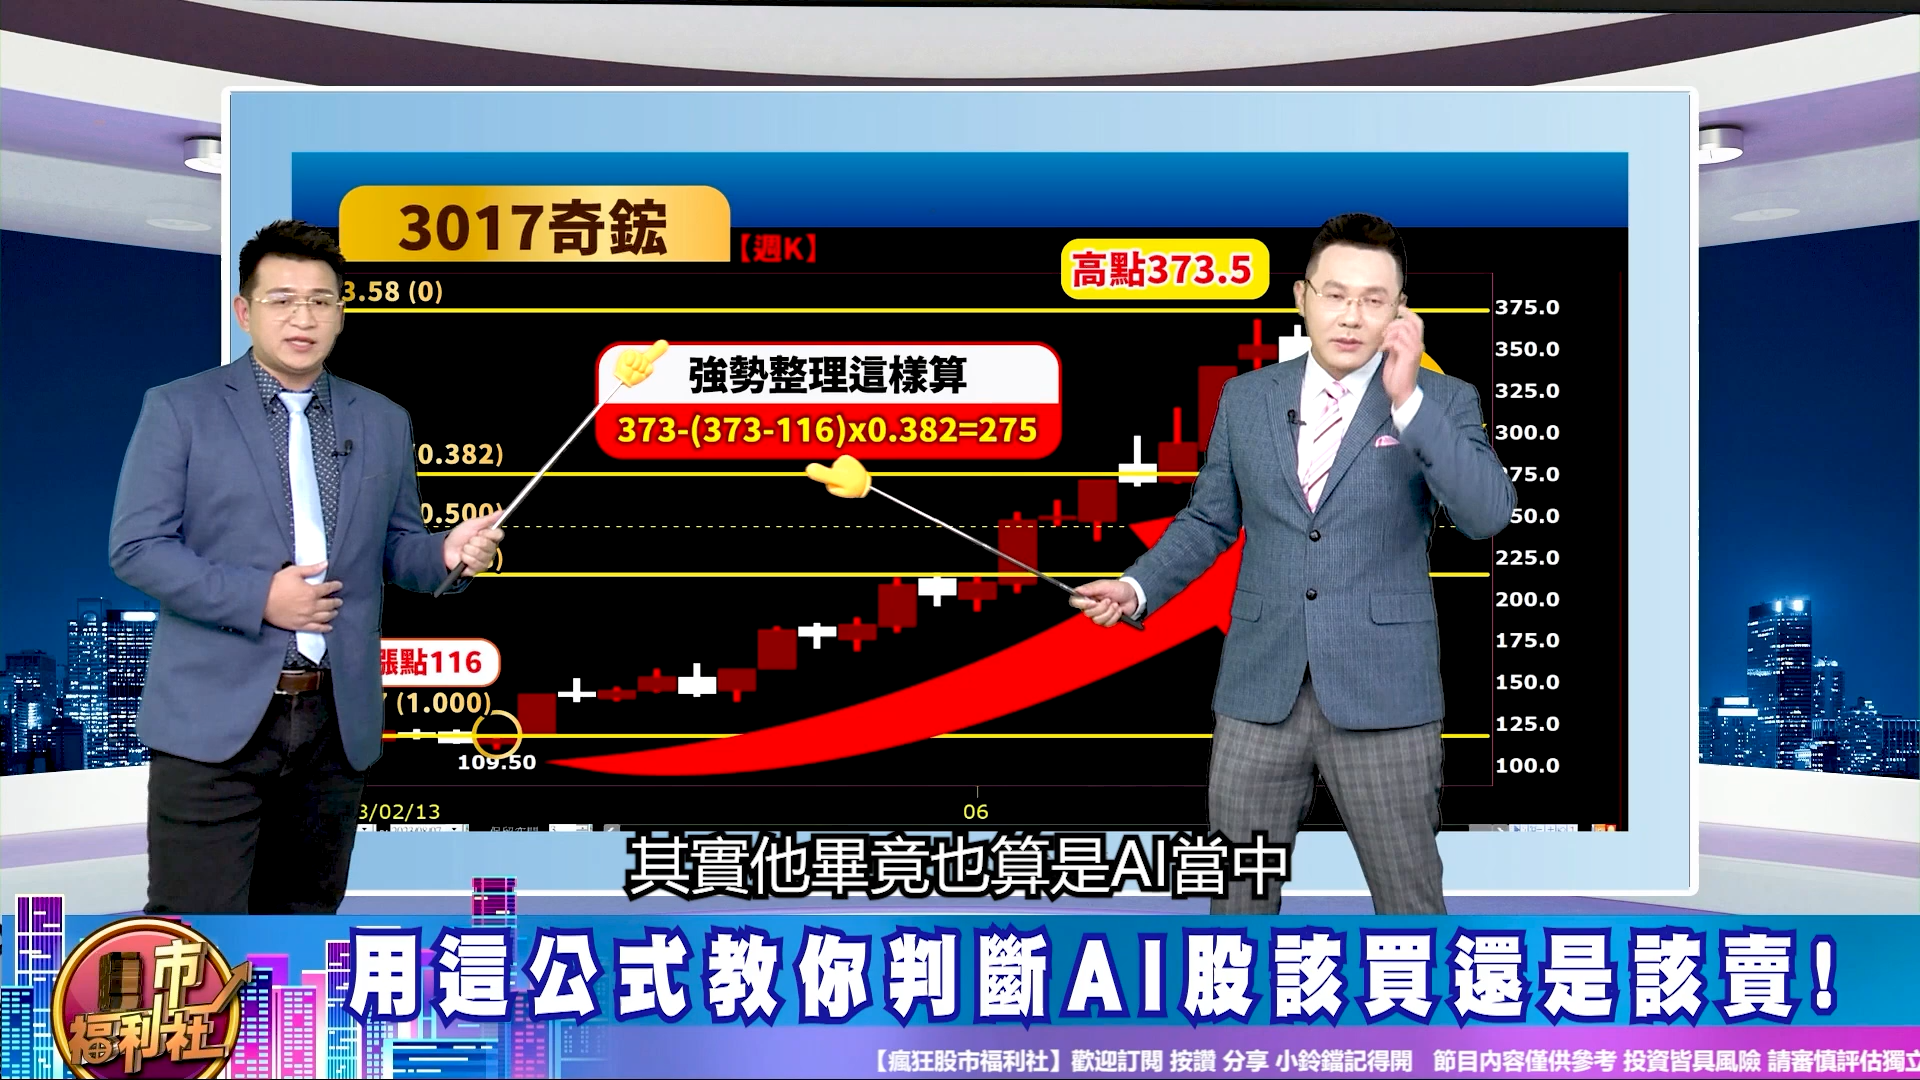 3017奇鋐
【週K】
高點373.5
3.58 (0)
375.0
強勢整理這樣算
350.0
325.0
373-(373-116)x0.382=275
300.0
(0.382)
75.0
0.500)
50.0
225.0
200.0
175.0
漲點116
150.0
7 (1.000)
125.0
109.50
100.0
3/02/13
06
其實他畢竟也算是AI當中
用這公式教你判斷AI股該買還是該賣!
市
福利社
【瘋狂股市福利社】歡迎訂閱 按讚 分享 小鈴鐺記得開 節目內容僅供參考 投資皆具風險 請審慎評估獨立